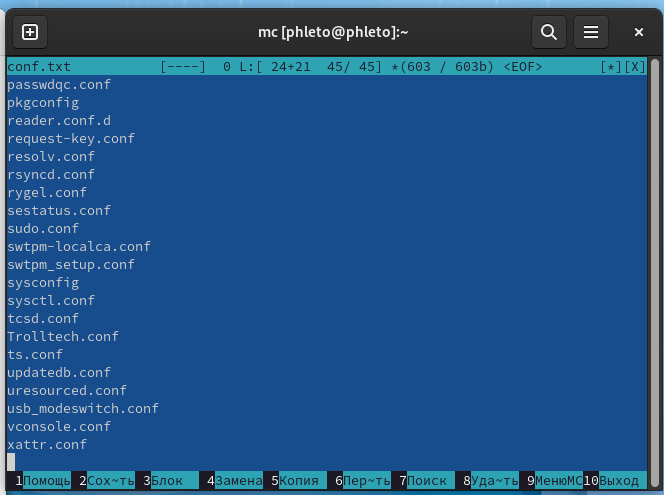 mc [phleto@phleto]:~
conf.txt [----] 0 L:[ 24+21 45/ 45] *(603 / 603b) <EOF> [*][X]
passwdqc.conf
pkgconfig
reader.conf.d
request-key.conf
resolv.conf
rsyncd.conf
rygel.conf
sestatus.conf
sudo.conf
swtpm-localca.conf
swtpm_setup.conf
sysconfig
sysctl.conf
tcsd.conf
Trolltech.conf
ts.conf
updatedb.conf
uresourced.conf
usb_modeswitch.conf
vconsole.conf
xattr.conf
1Помощь 2Сох~ть 3Блок 4Замена 5Копия 6Пер~ть 7Поиск 8Уда~ть 9МенюMC 10Выход